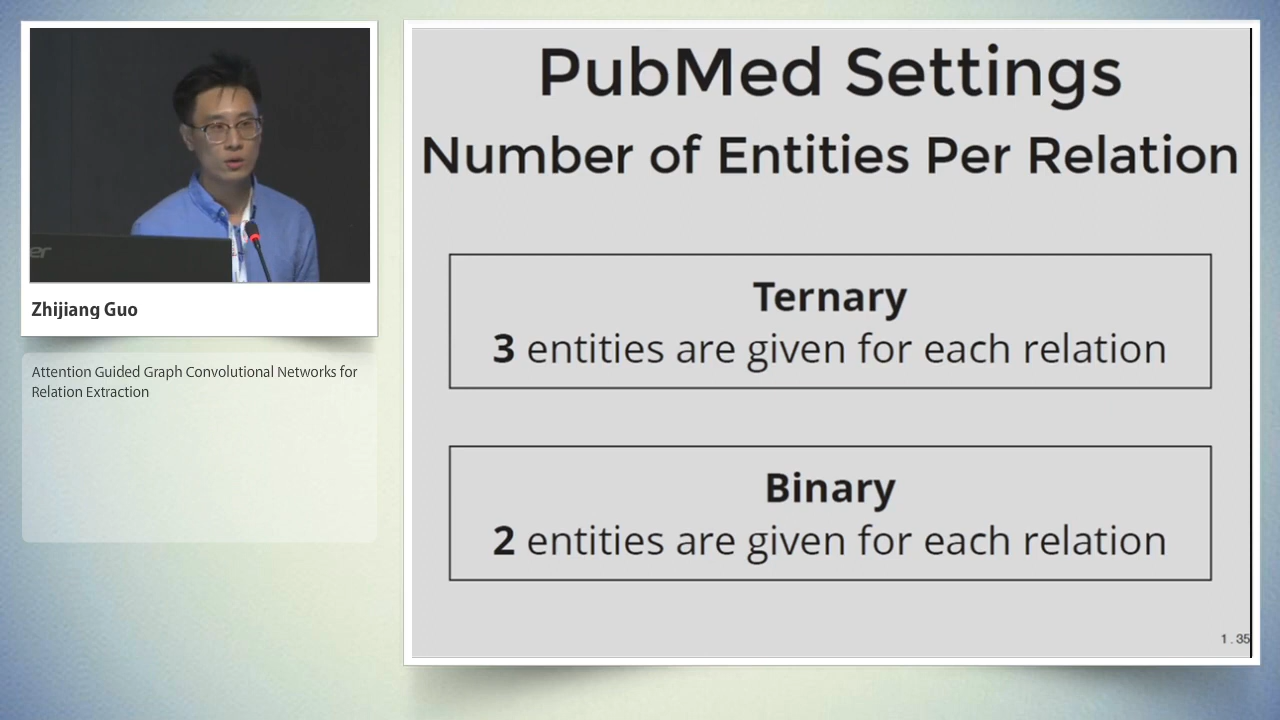 er
Zhijiang Guo
Attention Guided Graph Convolutional Networks for
Relation Extraction
PubMed Settings
Number of Entities Per Relation
Ternary
3 entities are given for each relation
Binary
2 entities are given for each relation
1 . 35